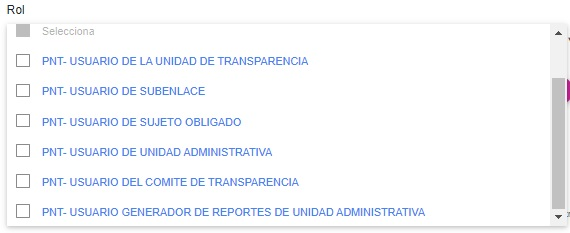 Rol
Selecciona
PNT- USUARIO DE LA UNIDAD DE TRANSPARENCIA
PNT- USUARIO DE SUBENLACE
PNT- USUARIO DE SUJETO OBLIGADO
PNT- USUARIO DE UNIDAD ADMINISTRATIVA
PNT- USUARIO DEL COMITE DE TRANSPARENCIA
PNT- USUARIO GENERADOR DE REPORTES DE UNIDAD ADMINISTRATIVA